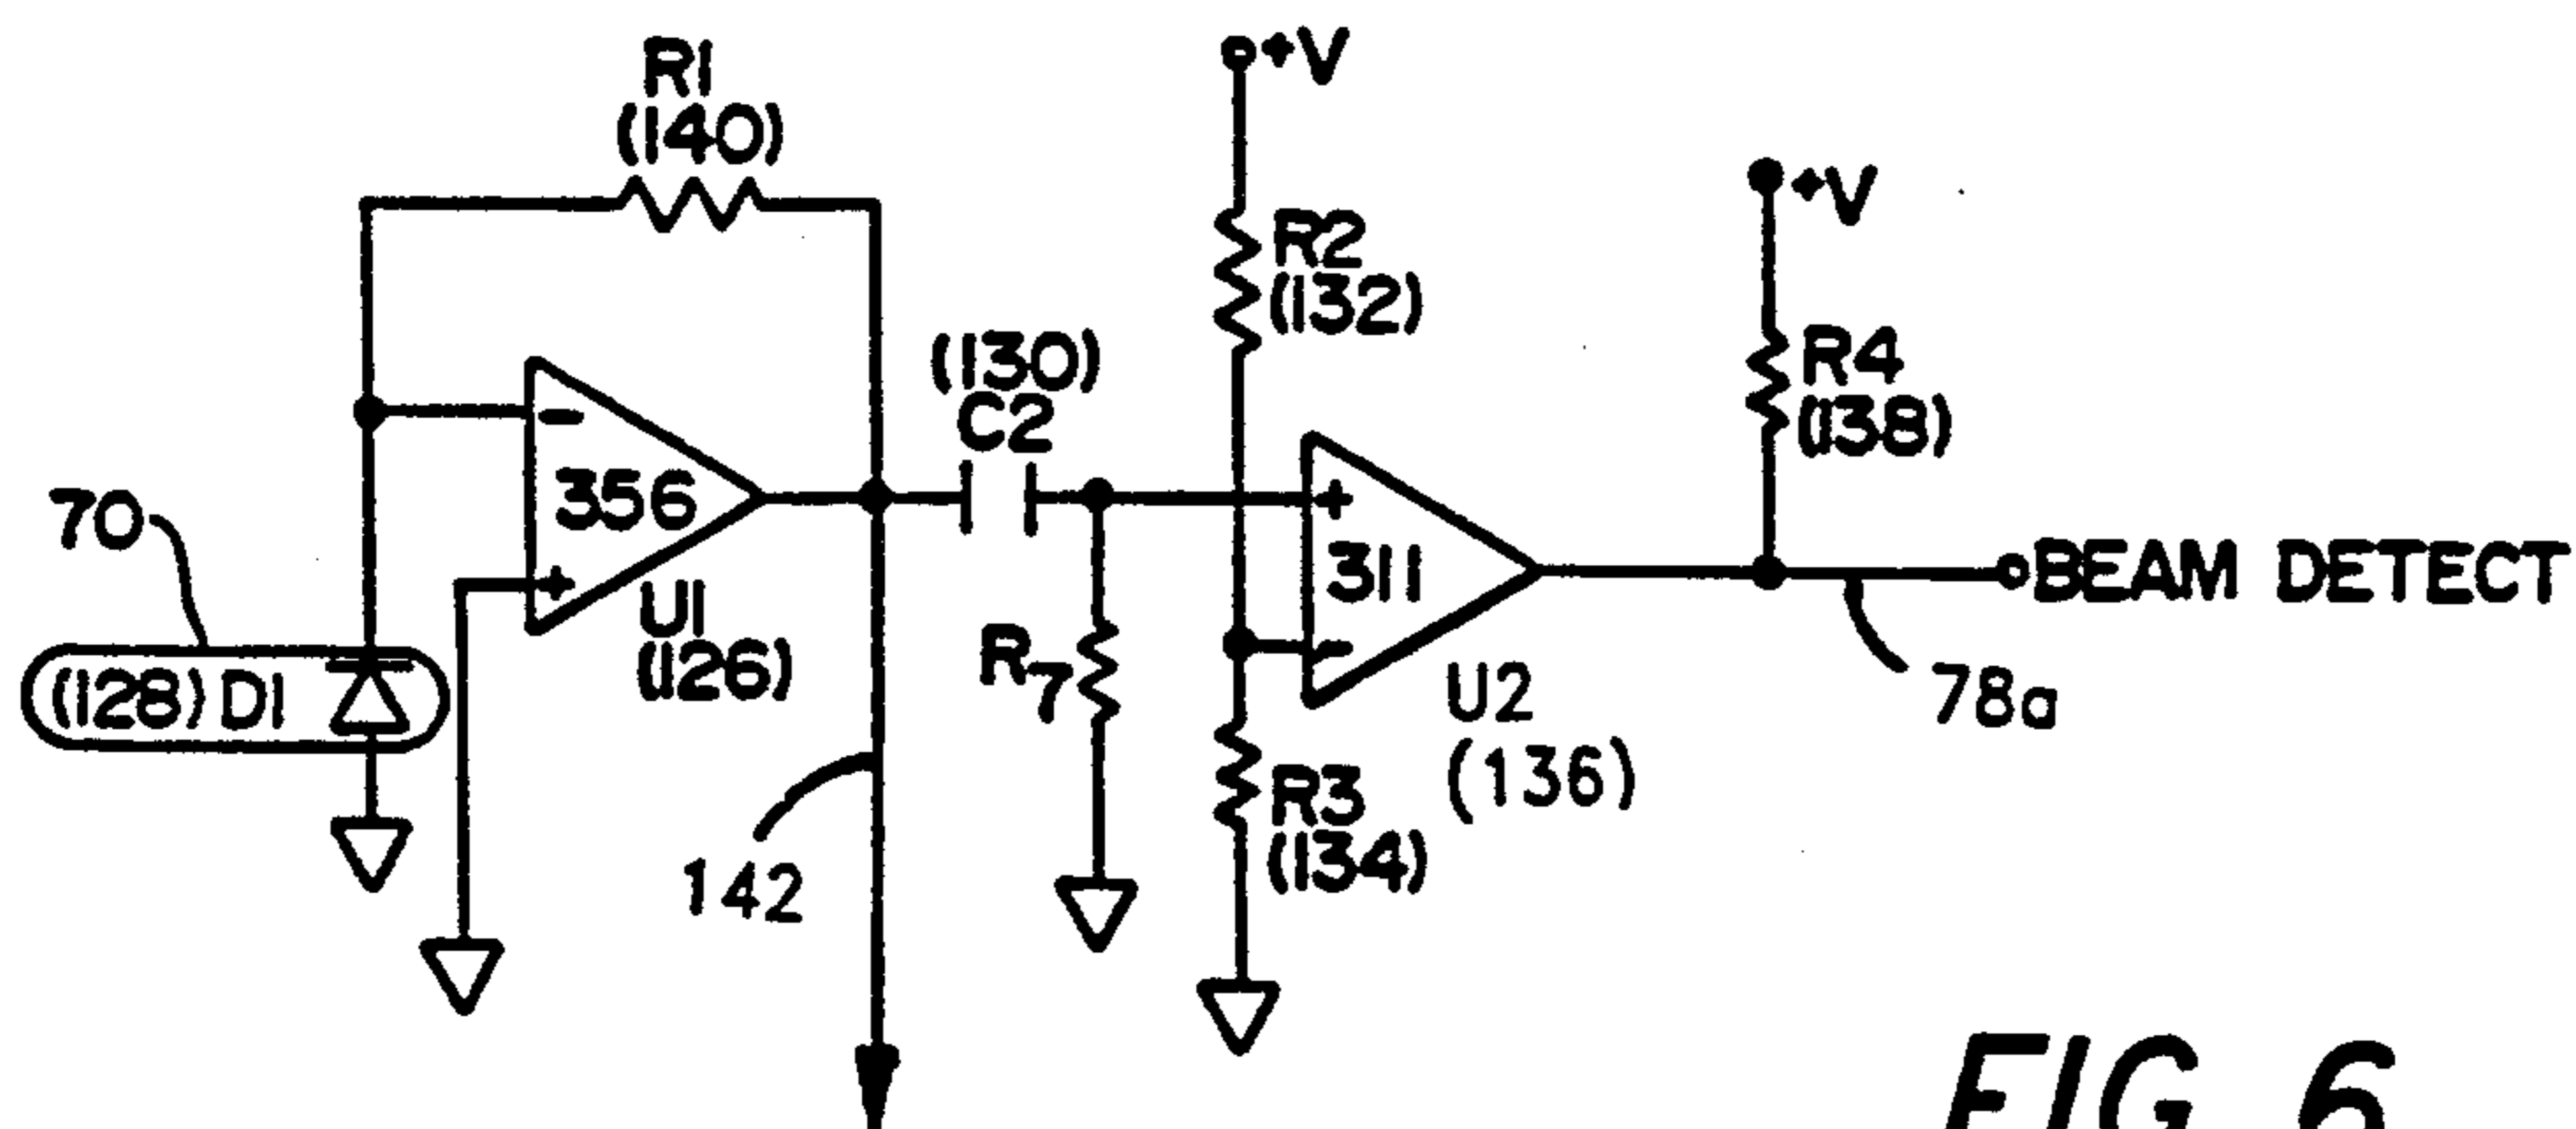 R1
(140)
+V
+V
R2
(132)
R4
(138)
(130)
C2
-
356
+
U1
(126)
70
(128) D1
+
311
-
U2
(136)
BEAM DETECT
78a
R7
R3
(134)
142
FIG. 6